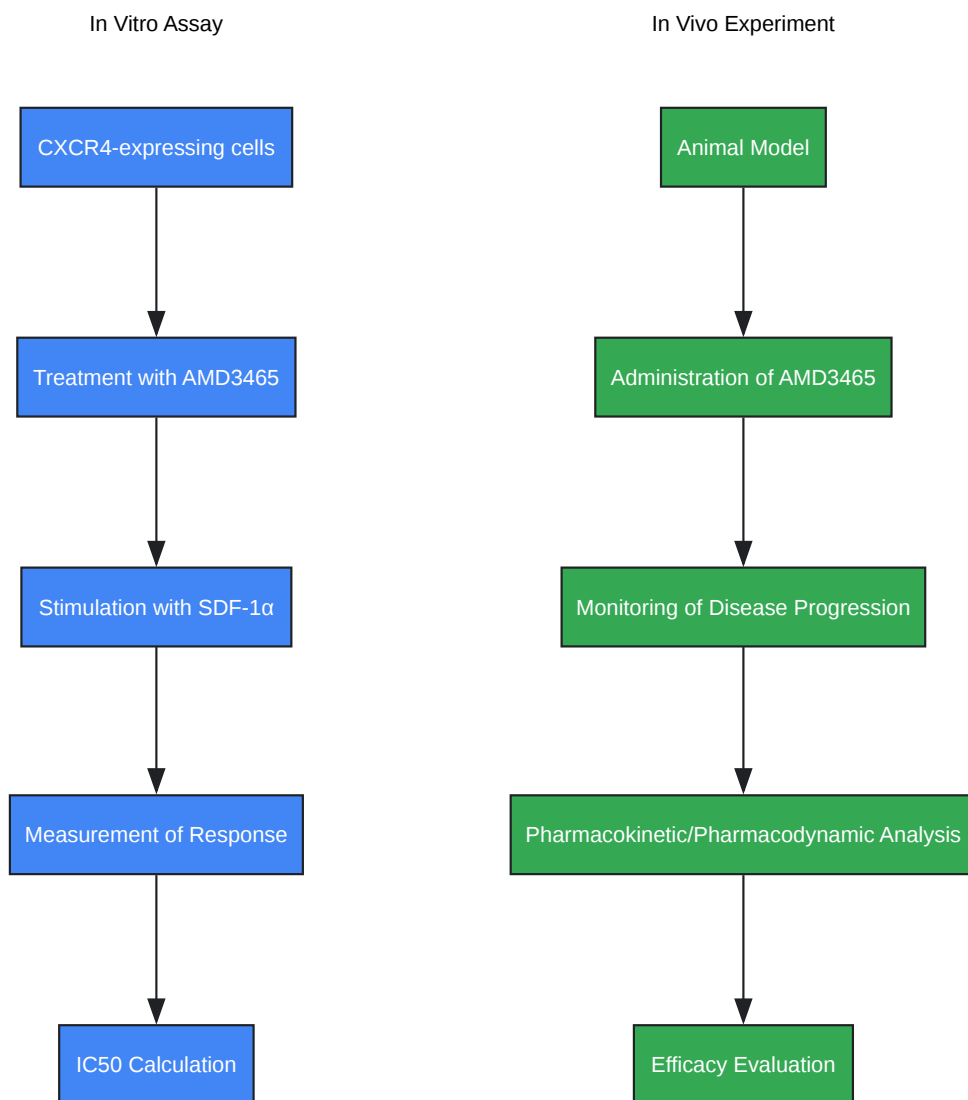 In Vitro Assay
CXCR4-expressing cells
Treatment with AMD3465
Stimulation with SDF-1α
Measurement of Response
IC50 Calculation
In Vivo Experiment
Animal Model
Administration of AMD3465
Monitoring of Disease Progression
Pharmacokinetic/Pharmacodynamic Analysis
Efficacy Evaluation